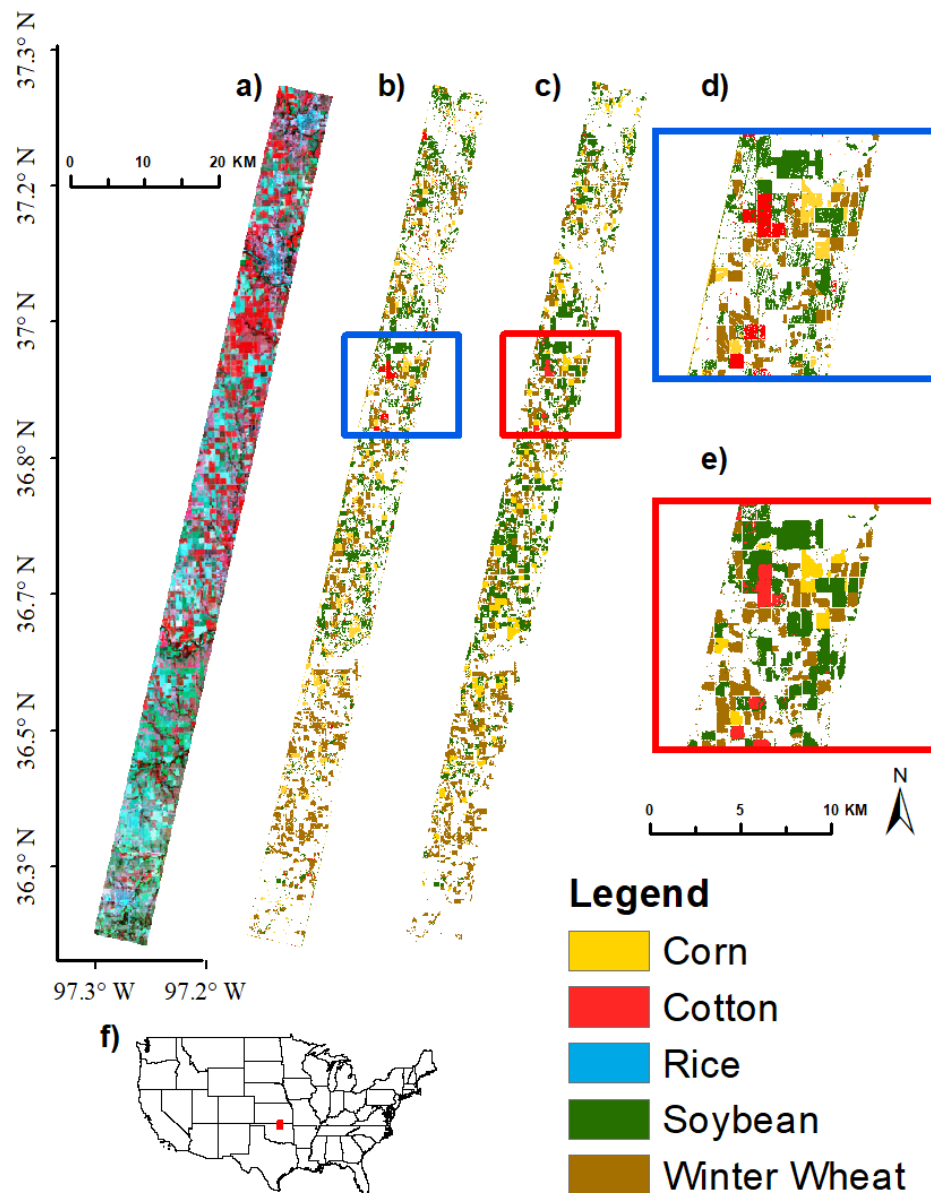 37.3° N
37.2° N
37° N
36.8° N
36.7° N
36.5° N
36.3° N
a)
b)
c)
d)
0 10 20 KM
e)
0 5 10 KM
N
97.3° W 97.2° W
f)
Legend
Corn
Cotton
Rice
Soybean
Winter Wheat